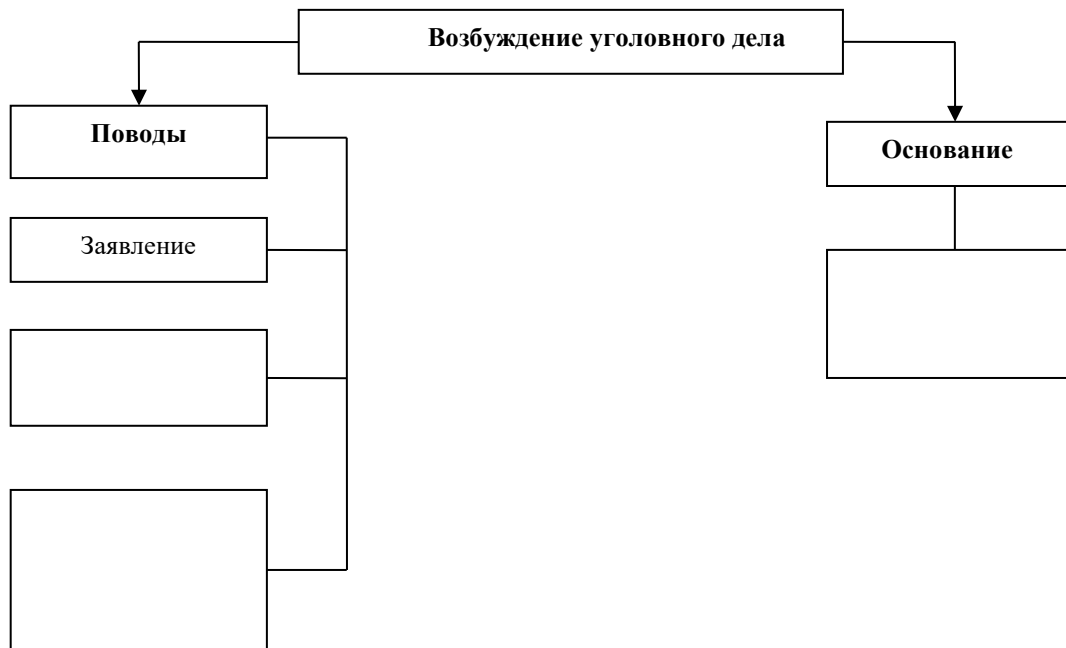 Возбуждение уголовного дела
Поводы
Основание
Заявление